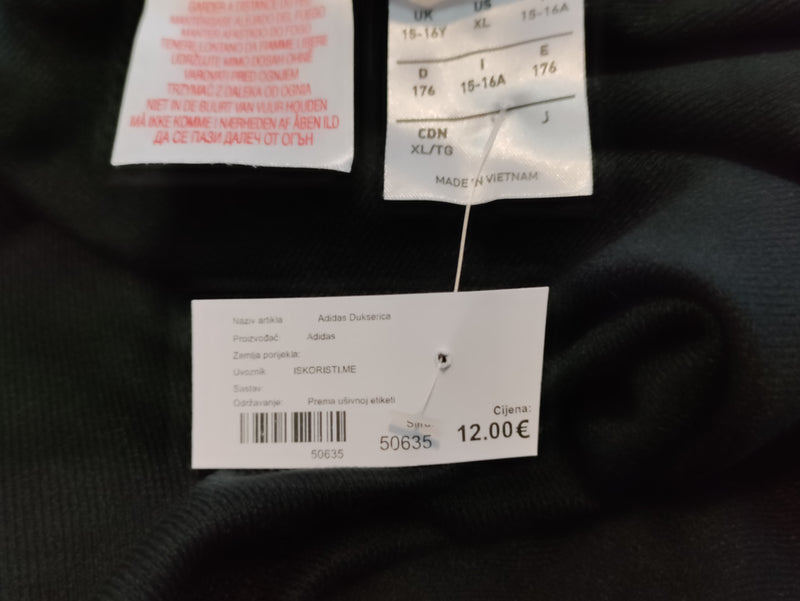 GARDER A DISTANCE DU FEU
MANTÉNGASE ALEJADO DEL FUEGO
MANTER AFASTADO DO FOGO
TENERE LONTANO DA FIAMME LIBERE
UDRŽUJTE MIMO DOSAH OHNĚ
VAROVATI PRED OGNJEM
TRZYMAĆ Z DALEKA OD OGNIA
NIET IN DE BUURT VAN VUUR HOUDEN
MÅ IKKE KOMME I NÆRHEDEN AF ÅBEN ILD
ДА СЕ ПАЗИ ДАЛЕЧ ОТ ОГЪН
UK US
15-16Y XL 15-16A
D I E
176 15-16A 176
CDN J
XL/TG
MADE IN VIETNAM
Naziv artikla Adidas Dukserica
Proizvođač: Adidas
Zemlja porijekla:
Uvoznik ISKORISTI.ME
Sastav:
Održavanje: Prema ušivnoj etiketi
50635
50635
Cijena:
12.00€